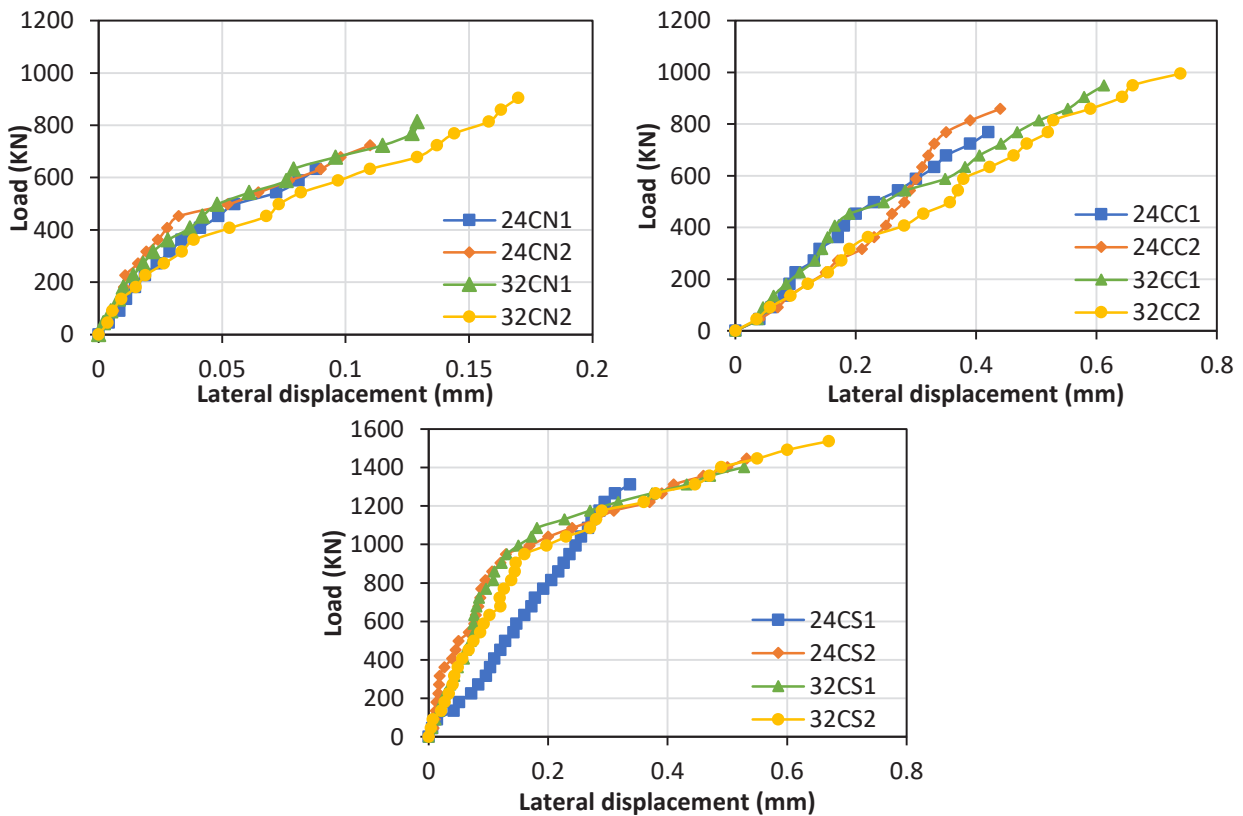 1200
1000
800
600
400
200
0
Load (KN)
24CN1
24CN2
32CN1
32CN2
0 0.05 0.1 0.15 0.2
Lateral displacement (mm)
1200
1000
800
600
400
200
0
Load (KN)
24CC1
24CC2
32CC1
32CC2
0 0.2 0.4 0.6 0.8
Lateral displacement (mm)
1600
1400
1200
1000
800
600
400
200
0
Load (KN)
24CS1
24CS2
32CS1
32CS2
0 0.2 0.4 0.6 0.8
Lateral displacement (mm)